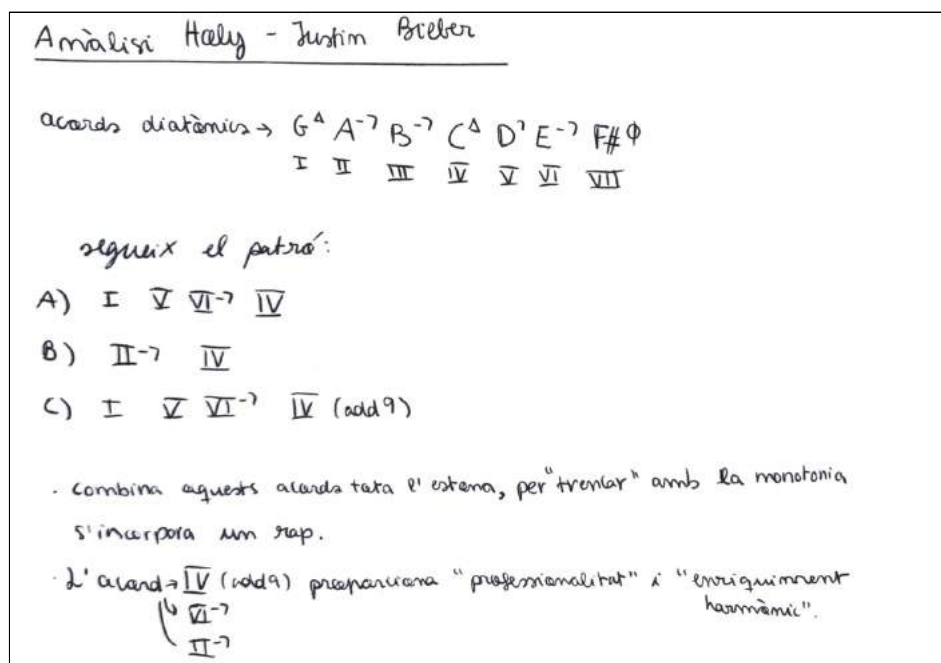 Anàlisi Holy - Justin Bieber
acords diatònics → G△ A-7 B-7 C△ D7 E-7 F#ϕ
I II III IV V VI VII
segueix el patró:
A) I V VI-7 IV
B) II-7 IV
C) I V VI-7 IV (add9)
· combina aquests acords tota l'estona, per "trencar" amb la monotonia
s'incorpora un rap.
· L'acord → IV (add9) proporciona "professionalitat" i "enriquiment
harmònic".
VI-7
II-7